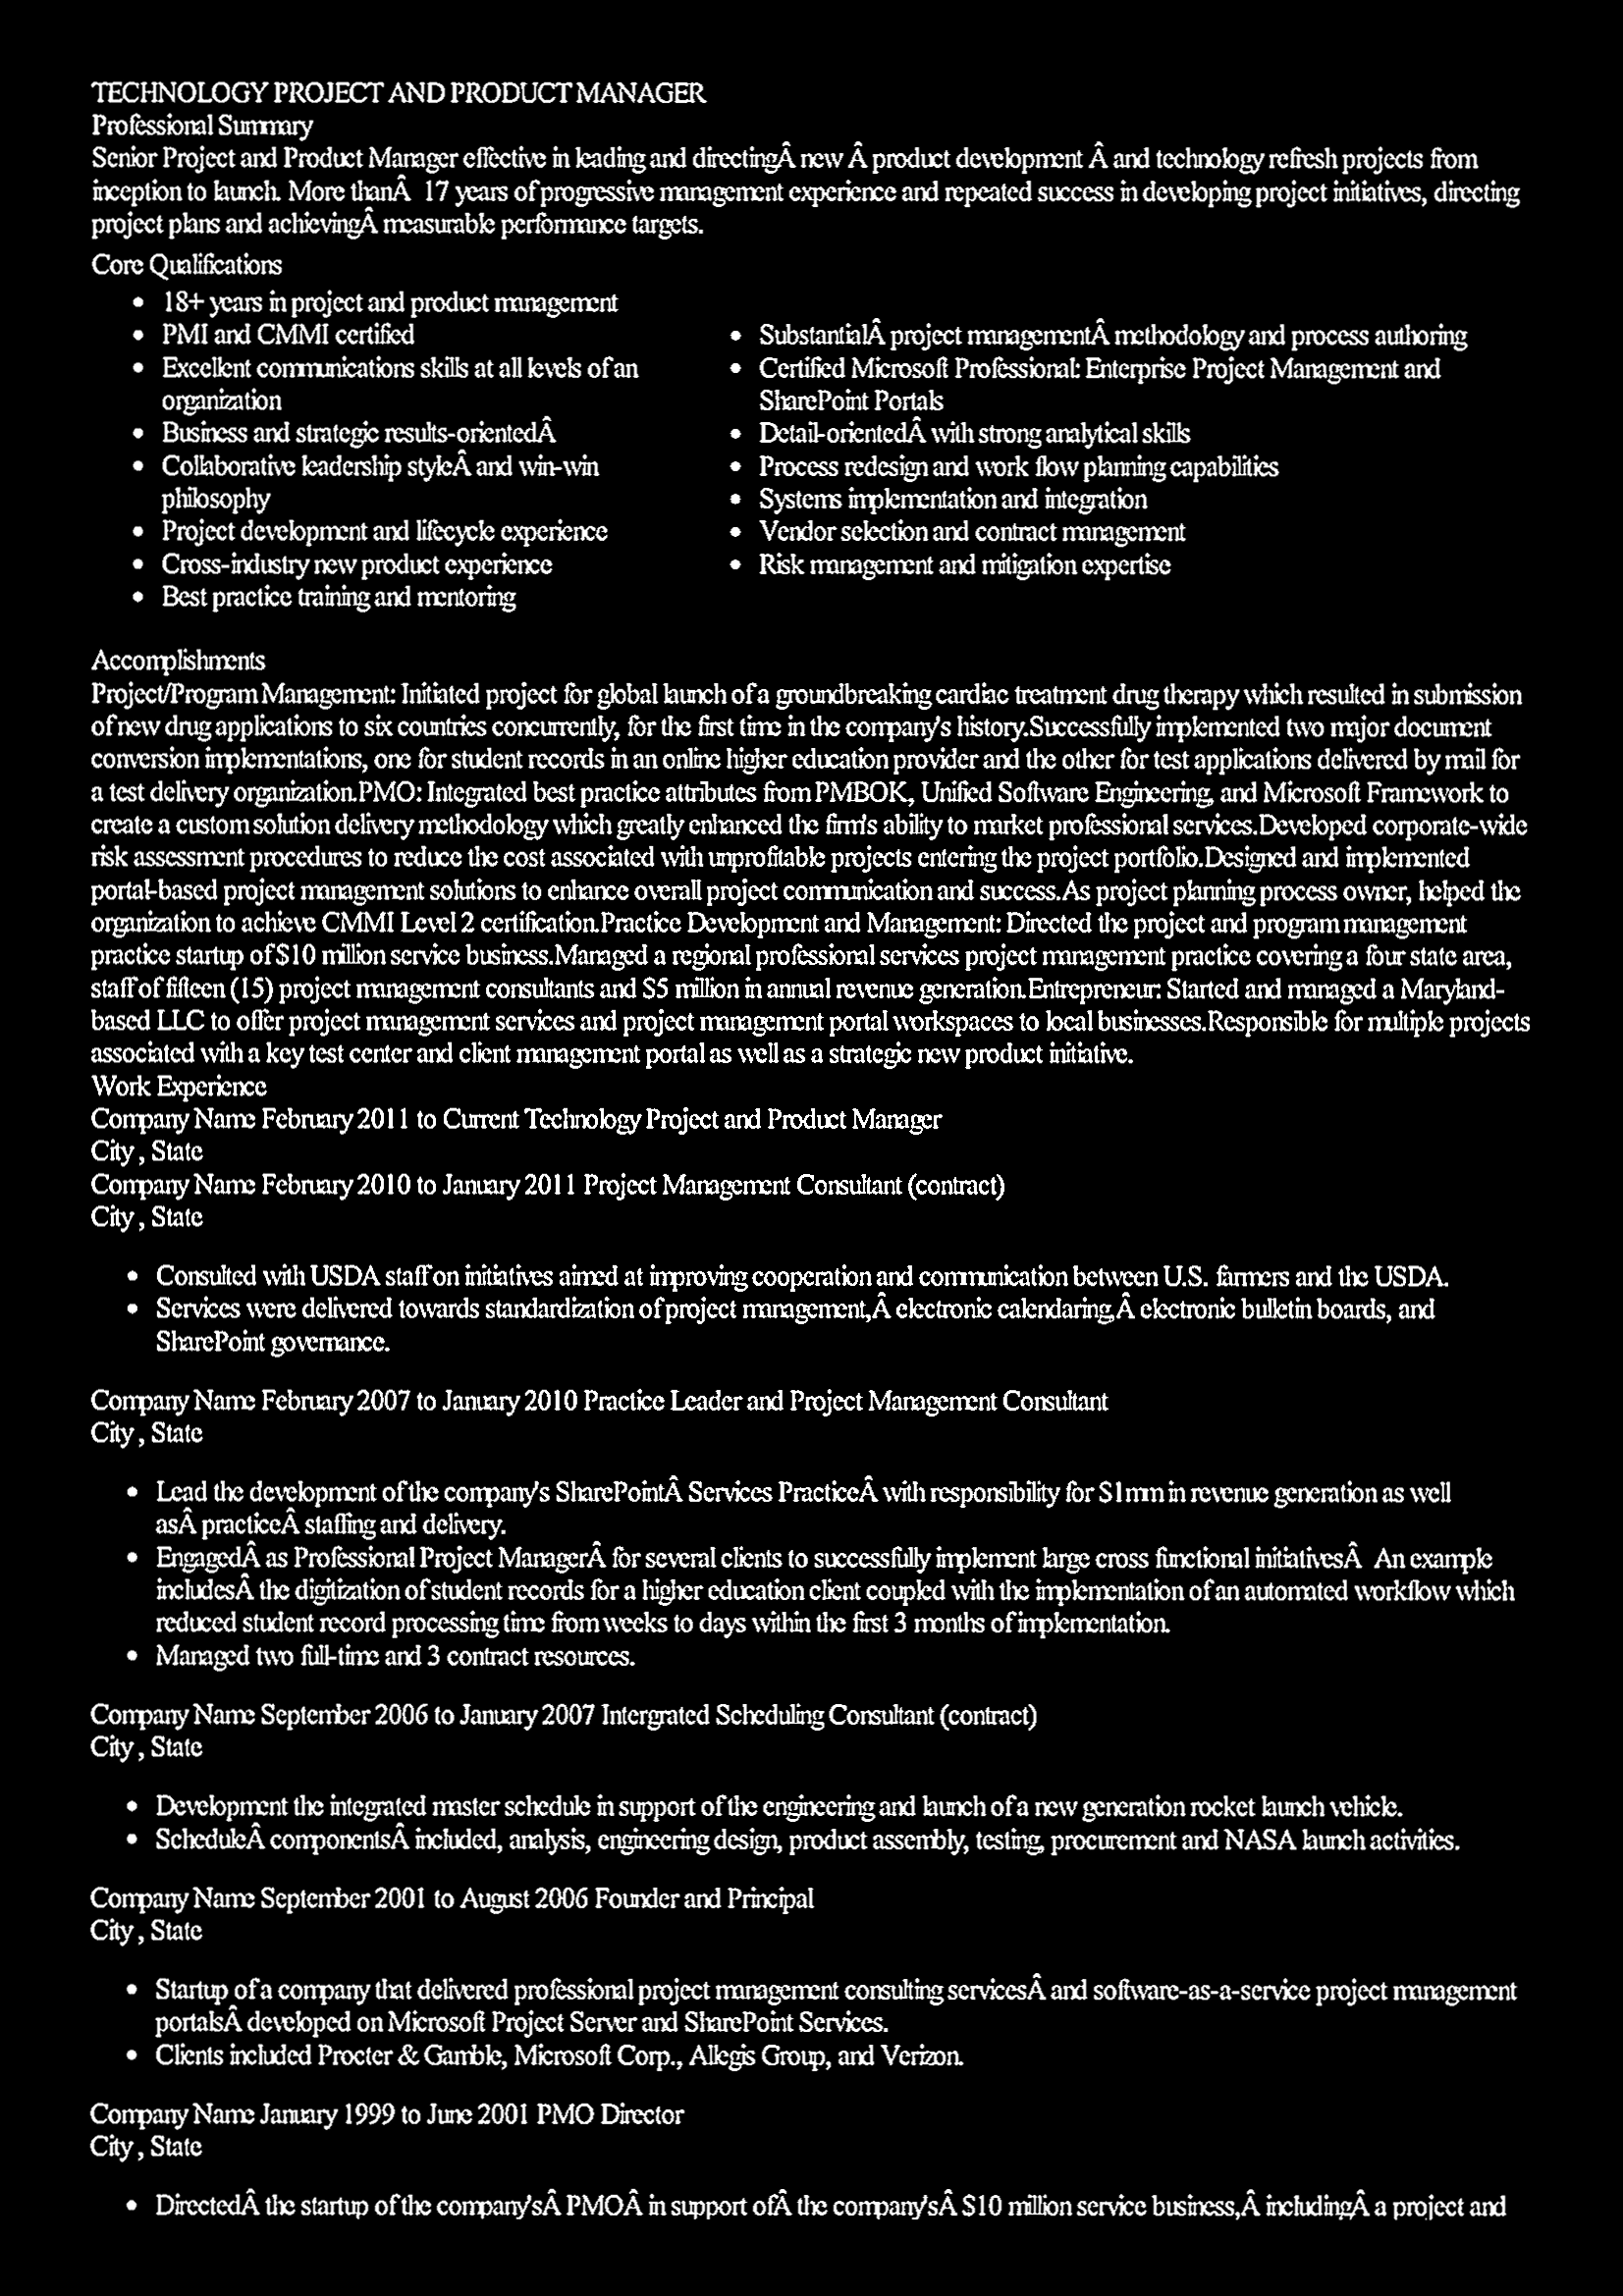 TECHNOLOGY PROJECT AND PRODUCT MANAGER
Professional Summary
Senior Project and Product Manager effective in leading and directingÂ new Â product development Â and technology refresh projects from
inception to launch. More thanÂ  17 years of progressive management experience and repeated success in developing project initiatives, directing
project plans and achievingÂ measurable performance targets.
Core Qualifications
• 18+ years in project and product management
• PMI and CMMI certified
• Excellent communications skills at all levels of an
organization
• Business and strategic results-orientedÂ
• Collaborative leadership styleÂ and win-win
philosophy
• Project development and lifecycle experience
• Cross-industry new product experience
• Best practice training and mentoring
• SubstantialÂ project managementÂ methodology and process authoring
• Certified Microsoft Professional: Enterprise Project Management and
SharePoint Portals
• Detail-orientedÂ with strong analytical skills
• Process redesign and work flow planning capabilities
• Systems implementation and integration
• Vendor selection and contract management
• Risk management and mitigation expertise
Accomplishments
Project/Program Management: Initiated project for global launch of a groundbreaking cardiac treatment drug therapy which resulted in submission
of new drug applications to six countries concurrently, for the first time in the company's history.Successfully implemented two major document
conversion implementations, one for student records in an online higher education provider and the other for test applications delivered by mail for
a test delivery organization.PMO: Integrated best practice attributes from PMBOK, Unified Software Engineering, and Microsoft Framework to
create a custom solution delivery methodology which greatly enhanced the firm's ability to market professional services.Developed corporate-wide
risk assessment procedures to reduce the cost associated with unprofitable projects entering the project portfolio.Designed and implemented
portal-based project management solutions to enhance overall project communication and success.As project planning process owner, helped the
organization to achieve CMMI Level 2 certification.Practice Development and Management: Directed the project and program management
practice startup of $10 million service business.Managed a regional professional services project management practice covering a four state area,
staff of fifteen (15) project management consultants and $5 million in annual revenue generation.Entrepreneur: Started and managed a Maryland-
based LLC to offer project management services and project management portal workspaces to local businesses.Responsible for multiple projects
associated with a key test center and client management portal as well as a strategic new product initiative.
Work Experience
Company Name February 2011 to Current Technology Project and Product Manager
City , State
Company Name February 2010 to January 2011 Project Management Consultant (contract)
City , State
• Consulted with USDA staff on initiatives aimed at improving cooperation and communication between U.S. farmers and the USDA.
• Services were delivered towards standardization of project management,Â electronic calendaring,Â electronic bulletin boards, and
SharePoint governance.
Company Name February 2007 to January 2010 Practice Leader and Project Management Consultant
City , State
• Lead the development of the company's SharePointÂ Services PracticeÂ with responsibility for $1mm in revenue generation as well
asÂ practiceÂ staffing and delivery.
• EngagedÂ as Professional Project ManagerÂ for several clients to successfully implement large cross functional initiativesÂ  An example
includesÂ the digitization of student records for a higher education client coupled with the implementation of an automated workflow which
reduced student record processing time from weeks to days within the first 3 months of implementation.
• Managed two full-time and 3 contract resources.
Company Name September 2006 to January 2007 Intergrated Scheduling Consultant (contract)
City , State
• Development the integrated master schedule in support of the engineering and launch of a new generation rocket launch vehicle.
• ScheduleÂ componentsÂ included, analysis, engineering design, product assembly, testing, procurement and NASA launch activities.
Company Name September 2001 to August 2006 Founder and Principal
City , State
• Startup of a company that delivered professional project management consulting servicesÂ and software-as-a-service project management
portalsÂ developed on Microsoft Project Server and SharePoint Services.
• Clients included Procter & Gamble, Microsoft Corp., Allegis Group, and Verizon.
Company Name January 1999 to June 2001 PMO Director
City , State
• DirectedÂ the startup of the company'sÂ PMOÂ in support ofÂ the company'sÂ $10 million service business,Â includingÂ a project and